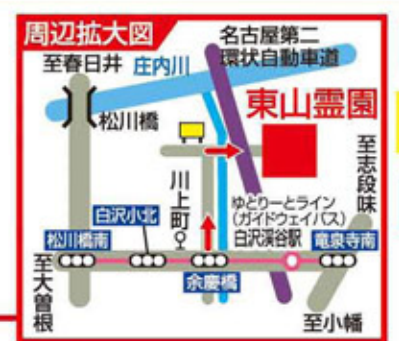 周辺拡大図
名古屋第二
環状自動車道
至春日井
庄内川
松川橋
東山霊園
至志段味
川上町
ゆとりーとライン
(ガイドウェイバス)
白沢渓谷駅
白沢小北
松川橋南
余慶橋
竜泉寺南
至大曽根
至小幡